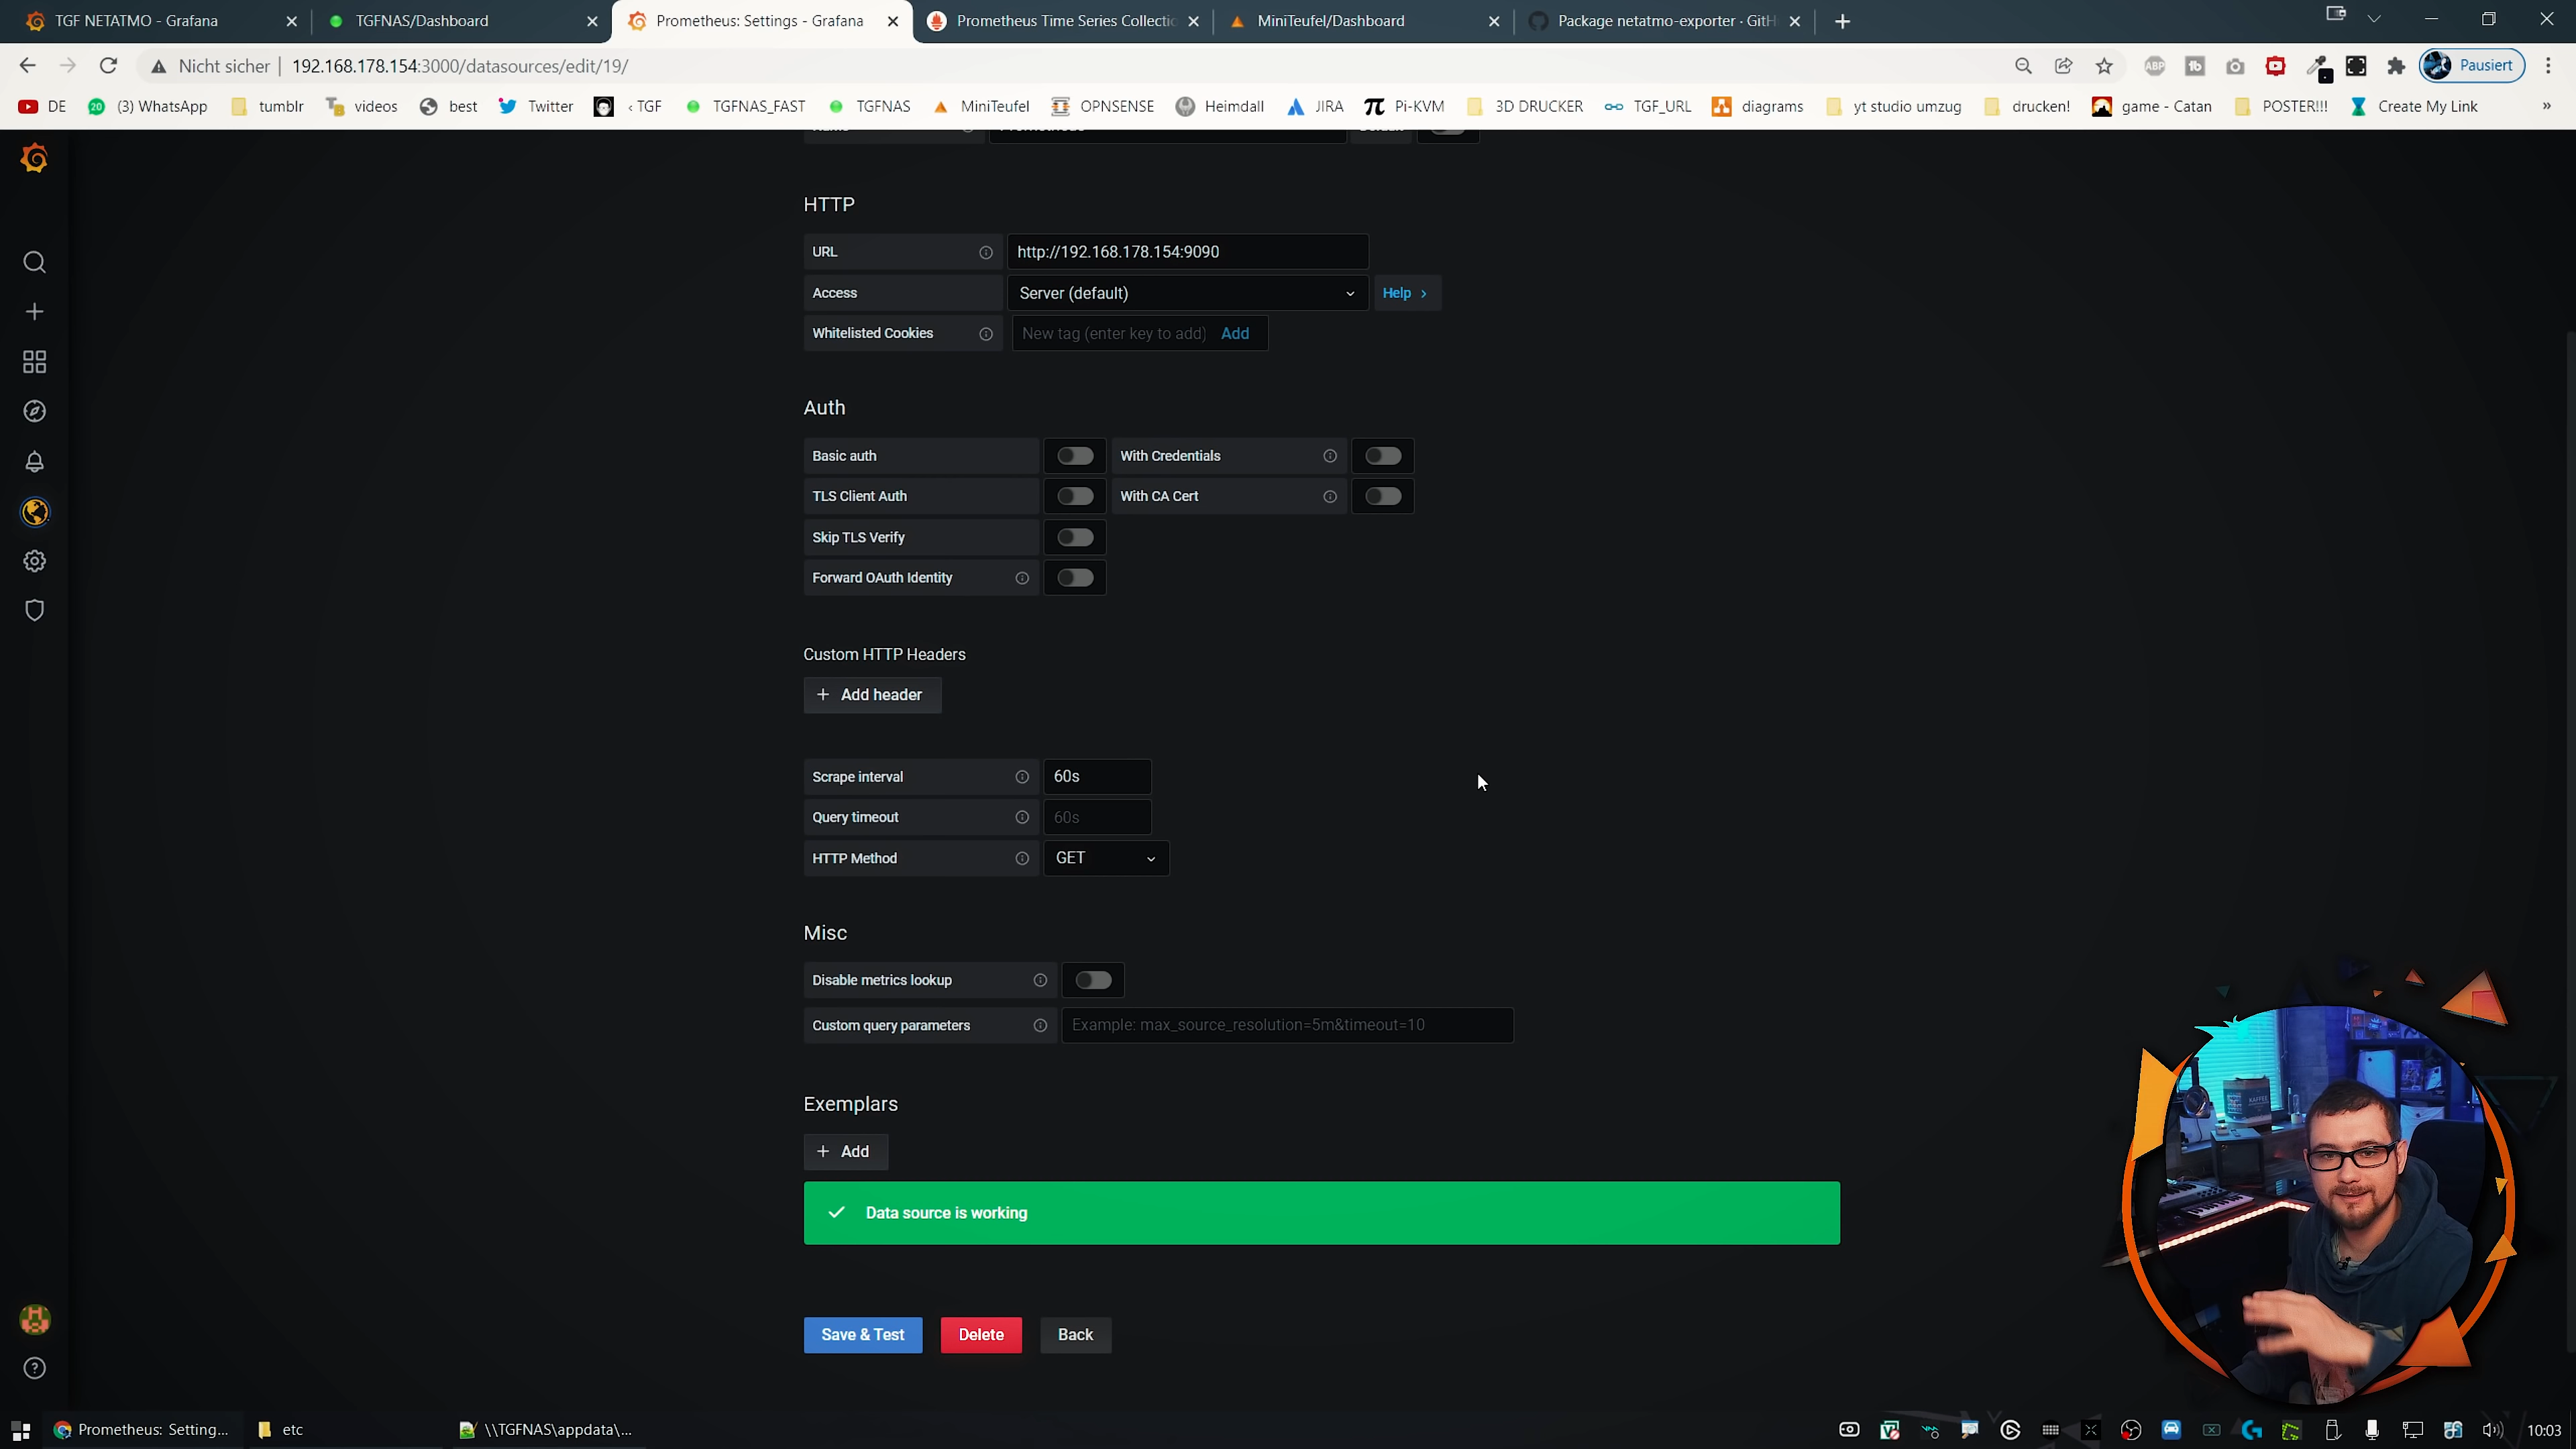 TGF NETATMO - Grafana
TGFNAS/Dashboard
Prometheus: Settings - Grafana
Prometheus Time Series Collectio
MiniTeufel/Dashboard
Package netatmo-exporter · GitH
Nicht sicher
192.168.178.154:3000/datasources/edit/19/
ABP
Pausiert
DE
20
(3) WhatsApp
tumblr
videos
best
Twitter
‹ TGF
TGFNAS_FAST
TGFNAS
MiniTeufel
OPNSENSE
Heimdall
JIRA
Pi-KVM
3D DRUCKER
TGF_URL
diagrams
yt studio umzug
drucken!
game - Catan
POSTER!!!
Create My Link
»
HTTP
URL
http://192.168.178.154:9090
Access
Server (default)
Help ›
Whitelisted Cookies
New tag (enter key to add)
Add
Auth
Basic auth
With Credentials
TLS Client Auth
With CA Cert
Skip TLS Verify
Forward OAuth Identity
Custom HTTP Headers
+ Add header
Scrape interval
60s
Query timeout
60s
HTTP Method
GET
Misc
Disable metrics lookup
Custom query parameters
Example: max_source_resolution=5m&timeout=10
Exemplars
+ Add
Data source is working
Save & Test
Delete
Back
KAFFEE
Prometheus: Setting...
etc
\\TGFNAS\appdata\...
10:03